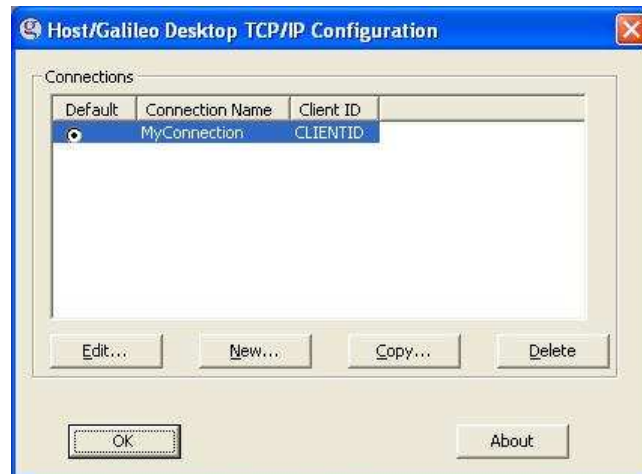 Host/Galileo Desktop TCP/IP Configuration
Connections
Default Connection Name Client ID
MyConnection CLIENTID
Edit... New... Copy... Delete
OK About